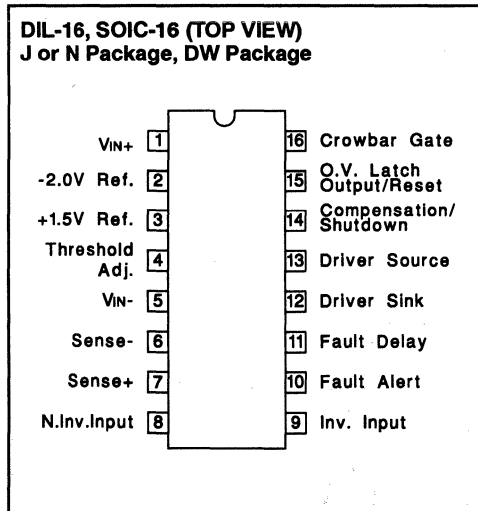 DIL-16, SOIC-16 (TOP VIEW)
J or N Package, DW Package
VIN+ 1
-2.0V Ref. 2
+1.5V Ref. 3
Threshold
Adj. 4
VIN- 5
Sense- 6
Sense+ 7
N.Inv.Input 8
16 Crowbar Gate
15 O.V. Latch
Output/Reset
14 Compensation/
Shutdown
13 Driver Source
12 Driver Sink
11 Fault Delay
10 Fault Alert
9 Inv. Input